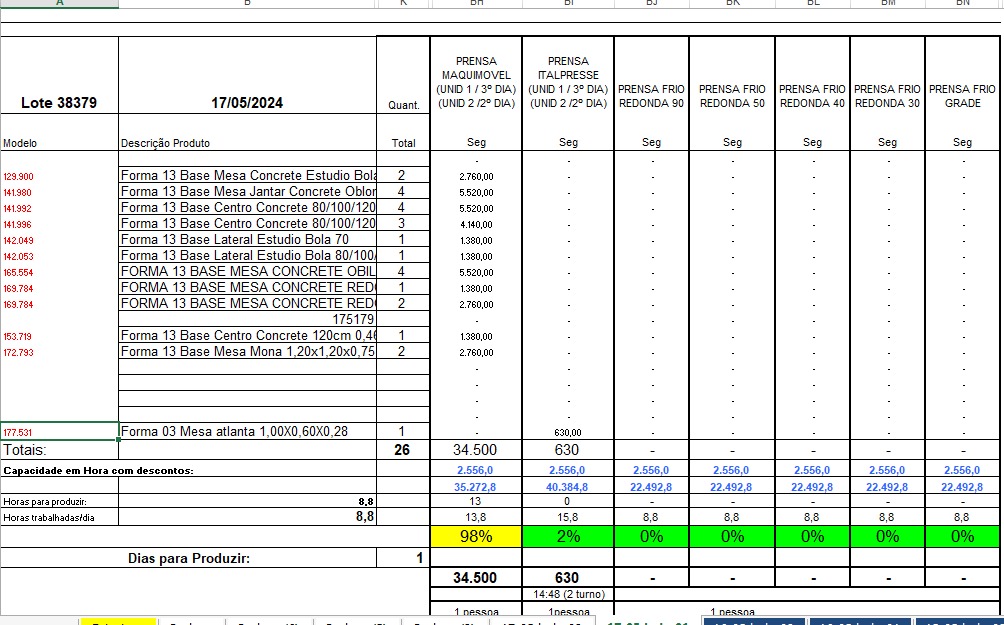 A B K BH BI BJ BK BL BM BN
Lote 38379 17/05/2024 Quant. PRENSA MAQUIMOVEL (UNID 1 / 3º DIA) (UNID 2 /2º DIA) PRENSA ITALPRESSE (UNID 1 / 3º DIA) (UNID 2 /2º DIA) PRENSA FRIO REDONDA 90 PRENSA FRIO REDONDA 50 PRENSA FRIO REDONDA 40 PRENSA FRIO REDONDA 30 PRENSA FRIO GRADE
Modelo Descrição Produto Total Seg Seg Seg Seg Seg Seg Seg
- - - - - - -
129.900 Forma 13 Base Mesa Concrete Estudio Bola 2 2.760,00 - - - - - -
141.980 Forma 13 Base Mesa Jantar Concrete Oblon 4 5.520,00 - - - - - -
141.992 Forma 13 Base Centro Concrete 80/100/120 4 5.520,00 - - - - - -
141.996 Forma 13 Base Centro Concrete 80/100/120 3 4.140,00 - - - - - -
142.049 Forma 13 Base Lateral Estudio Bola 70 1 1.380,00 - - - - - -
142.053 Forma 13 Base Lateral Estudio Bola 80/100/ 1 1.380,00 - - - - - -
165.554 FORMA 13 BASE MESA CONCRETE OBIL 4 5.520,00 - - - - - -
169.784 FORMA 13 BASE MESA CONCRETE RED 1 1.380,00 - - - - - -
169.784 FORMA 13 BASE MESA CONCRETE RED 2 2.760,00 - - - - - -
175179 - - - - - - -
153.719 Forma 13 Base Centro Concrete 120cm 0,46 1 1.380,00 - - - - - -
172.793 Forma 13 Base Mesa Mona 1,20x1,20x0,75 2 2.760,00 - - - - - -
- - - - - - -
- - - - - - -
- - - - - - -
- - - - - - -
177.531 Forma 03 Mesa atlanta 1,00X0,60X0,28 1 - 630,00 - - - - -
Totais: 26 34.500 630 - - - - -
Capacidade em Hora com descontos: 2.556,0 2.556,0 2.556,0 2.556,0 2.556,0 2.556,0 2.556,0
35.272,8 40.384,8 22.492,8 22.492,8 22.492,8 22.492,8 22.492,8
Horas para produzir: 8,8 13 0 - - - - -
Horas trabalhadas/dia 8,8 13,8 15,8 8,8 8,8 8,8 8,8 8,8
98% 2% 0% 0% 0% 0% 0%
Dias para Produzir: 1
34.500 630 - - - - -
14:48 (2 turno)
1 pessoa 1pessoa 1 pessoa